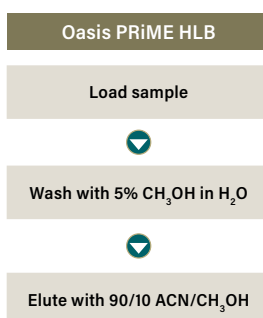 Oasis PRiME HLB
Load sample
Wash with 5% CH₃OH in H₂O
Elute with 90/10 ACN/CH₃OH